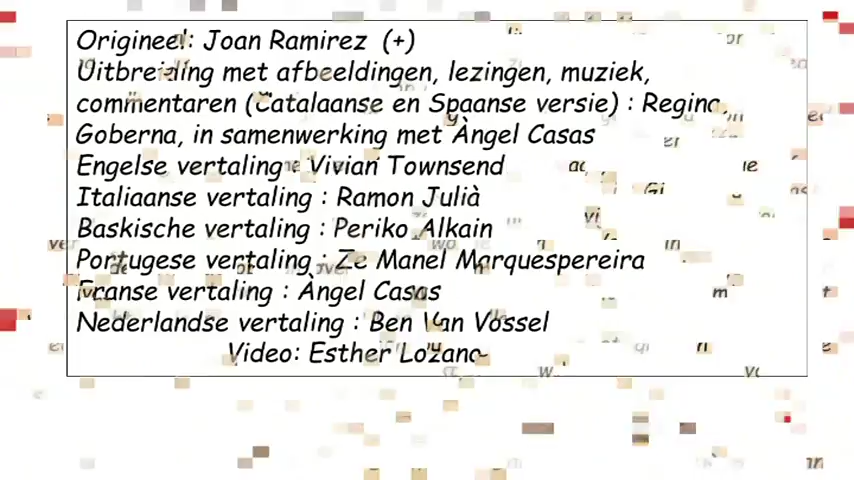 Origineel: Joan Ramirez (+)
Uitbreiding met afbeeldingen, lezingen, muziek,
commentaren (Catalaanse en Spaanse versie) : Regina
Goberna, in samenwerking met Àngel Casas
Engelse vertaling : Vivian Townsend
Italiaanse vertaling : Ramon Julià
Baskische vertaling : Periko Alkain
Portugese vertaling : Ze Manel Marquespereira
Franse vertaling : Àngel Casas
Nederlandse vertaling : Ben Van Vossel
Video: Esther Lozano